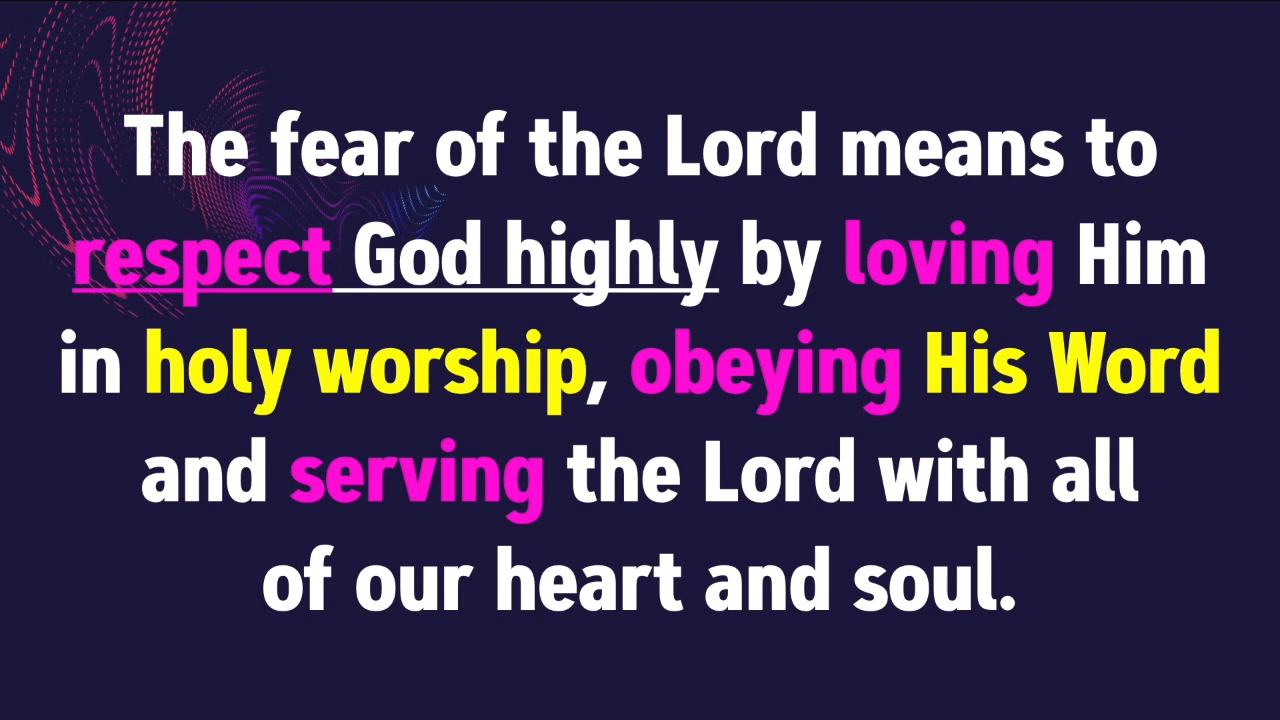 The fear of the Lord means to
respect God highly by loving Him
in holy worship, obeying His Word
and serving the Lord with all
of our heart and soul.